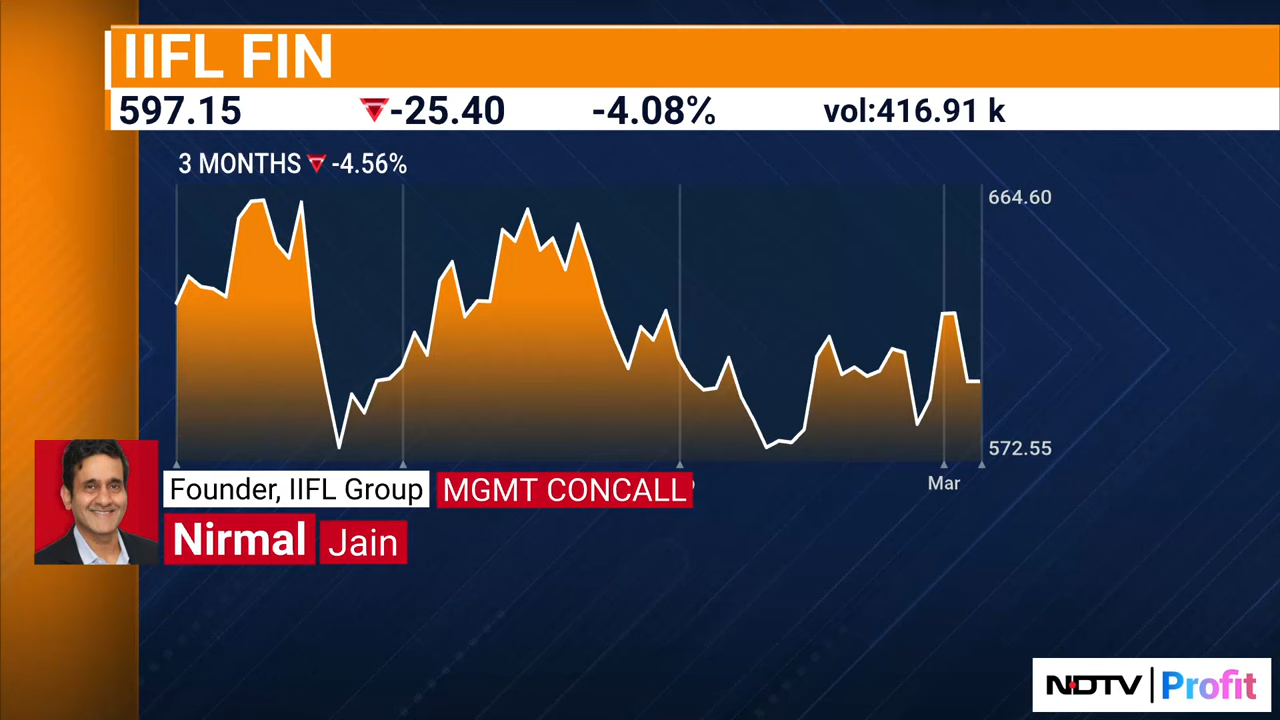 IIFL FIN
597.15 -25.40 -4.08% vol:416.91 k
3 MONTHS -4.56%
664.60
572.55
Mar
Founder, IIFL Group MGMT CONCALL
Nirmal Jain
NDTV Profit